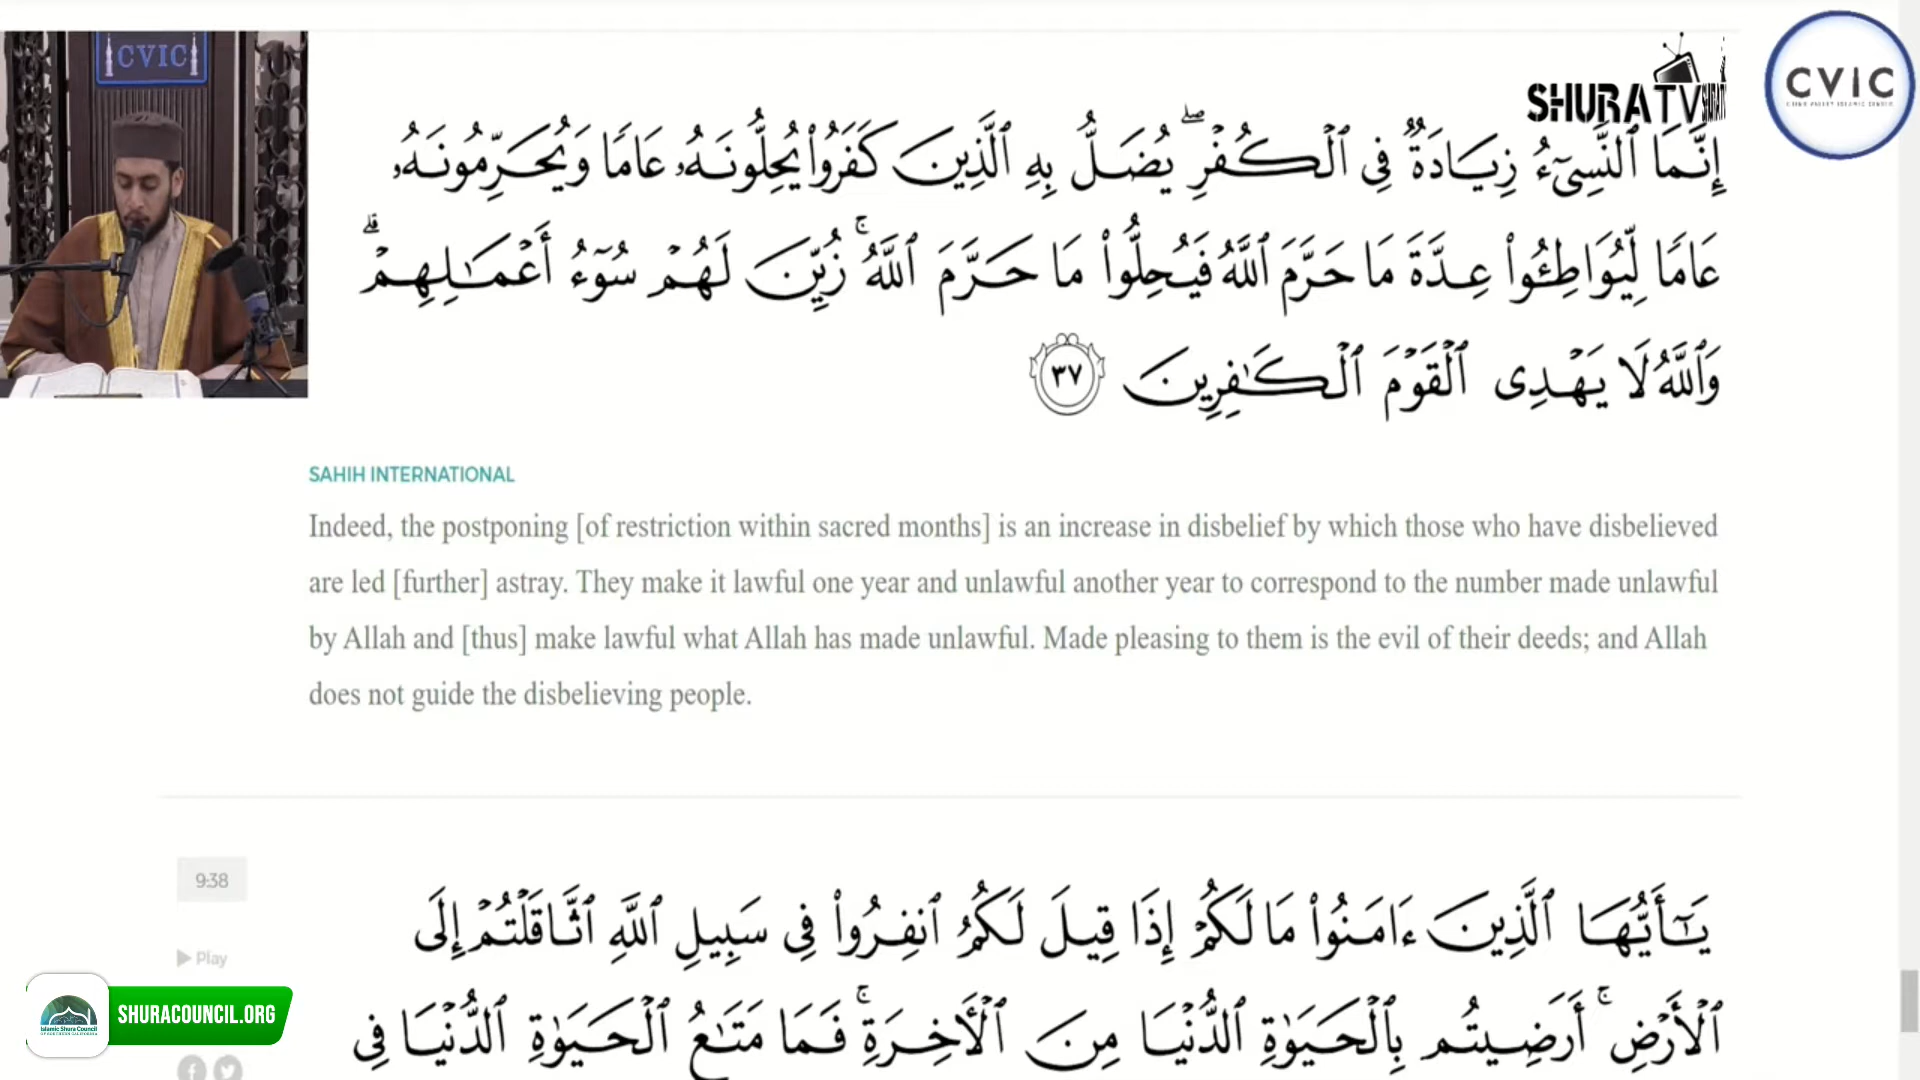 CVIC
SHURA TV
CVIC
إِنَّمَا ٱلنَّسِىٓءُ زِيَادَةٌ فِى ٱلْكُفْرِ ۖ يُضَلُّ بِهِ ٱلَّذِينَ كَفَرُوا۟ يُحِلُّونَهُۥ عَامًا وَيُحَرِّمُونَهُۥ
عَامًا لِّيُوَاطِـُٔوا۟ عِدَّةَ مَا حَرَّمَ ٱللَّهُ فَيُحِلُّوا۟ مَا حَرَّمَ ٱللَّهُ ۚ زُيِّنَ لَهُمْ سُوٓءُ أَعْمَـٰلِهِمْ ۗ
وَٱللَّهُ لَا يَهْدِى ٱلْقَوْمَ ٱلْكَـٰفِرِينَ ٣٧
SAHIH INTERNATIONAL
Indeed, the postponing [of restriction within sacred months] is an increase in disbelief by which those who have disbelieved
are led [further] astray. They make it lawful one year and unlawful another year to correspond to the number made unlawful
by Allah and [thus] make lawful what Allah has made unlawful. Made pleasing to them is the evil of their deeds; and Allah
does not guide the disbelieving people.
9:38
يَـٰٓأَيُّهَا ٱلَّذِينَ ءَامَنُوا۟ مَا لَكُمْ إِذَا قِيلَ لَكُمُ ٱنفِرُوا۟ فِى سَبِيلِ ٱللَّهِ ٱثَّاقَلْتُمْ إِلَى
Play
ٱلْأَرْضِ ۚ أَرَضِيتُم بِٱلْحَيَوٰةِ ٱلدُّنْيَا مِنَ ٱلْـَٔاخِرَةِ ۚ فَمَا مَتَـٰعُ ٱلْحَيَوٰةِ ٱلدُّنْيَا فِى
Islamic Shura Council
SHURACOUNCIL.ORG